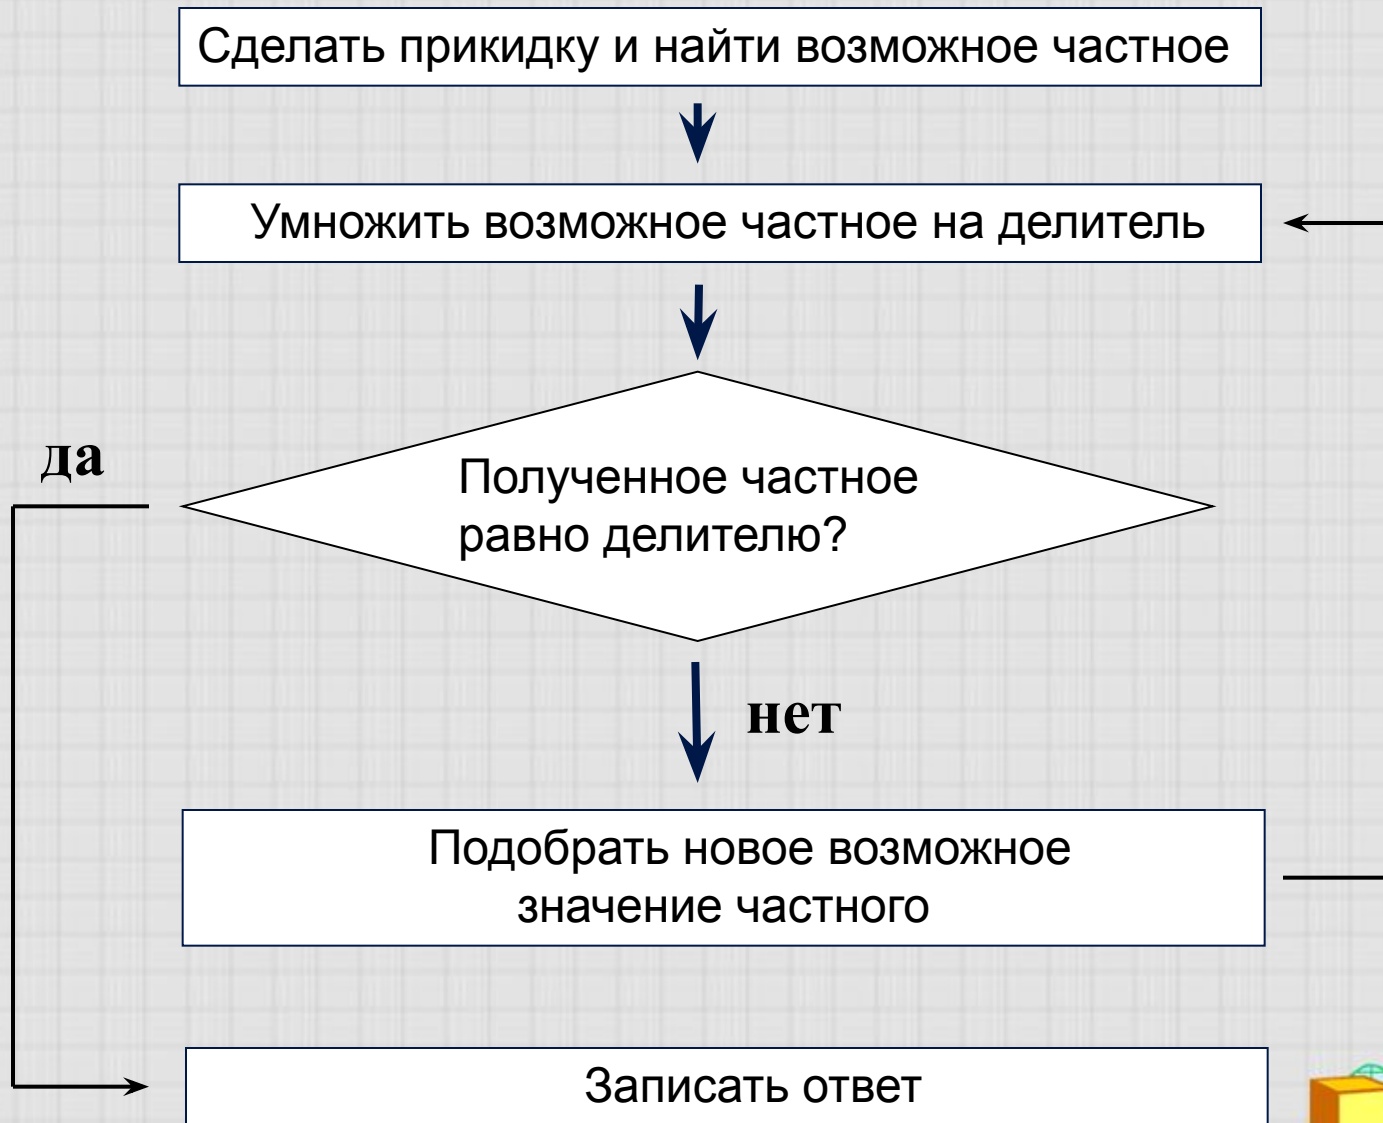 Сделать прикидку и найти возможное частное
Умножить возможное частное на делитель
да
Полученное частное
равно делителю?
нет
Подобрать новое возможное
значение частного
Записать ответ